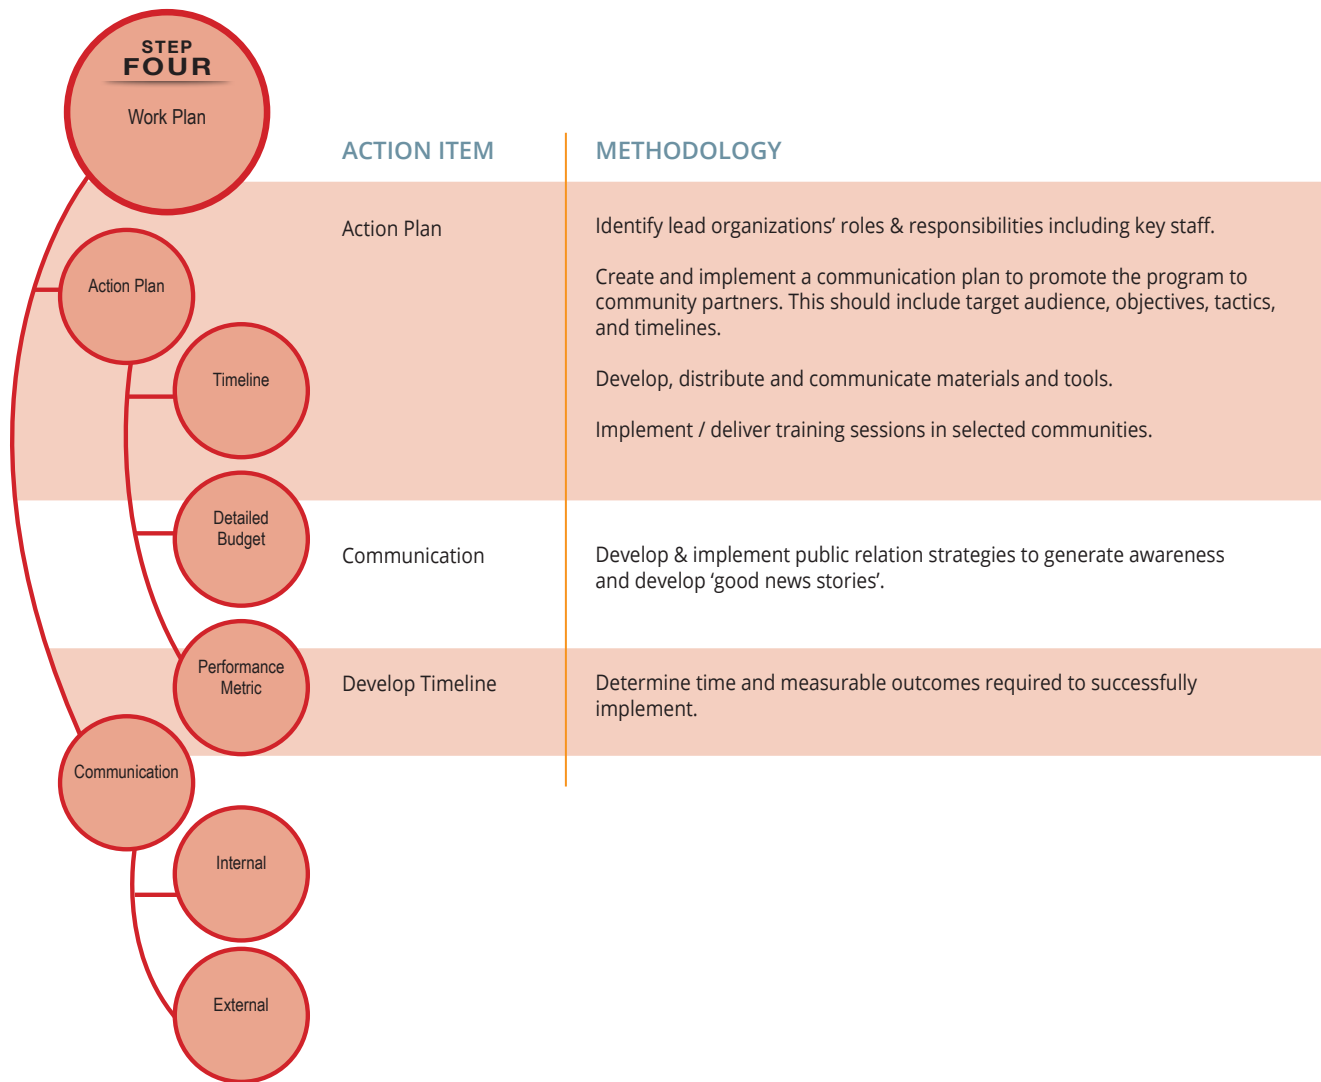 STEP
FOUR
Work Plan
Action Plan
Timeline
Detailed
Budget
Performance
Metric
Communication
Internal
External
ACTION ITEM
METHODOLOGY
Action Plan
Identify lead organizations’ roles & responsibilities including key staff.
Create and implement a communication plan to promote the program to
community partners. This should include target audience, objectives, tactics,
and timelines.
Develop, distribute and communicate materials and tools.
Implement / deliver training sessions in selected communities.
Communication
Develop & implement public relation strategies to generate awareness
and develop ‘good news stories’.
Develop Timeline
Determine time and measurable outcomes required to successfully
implement.